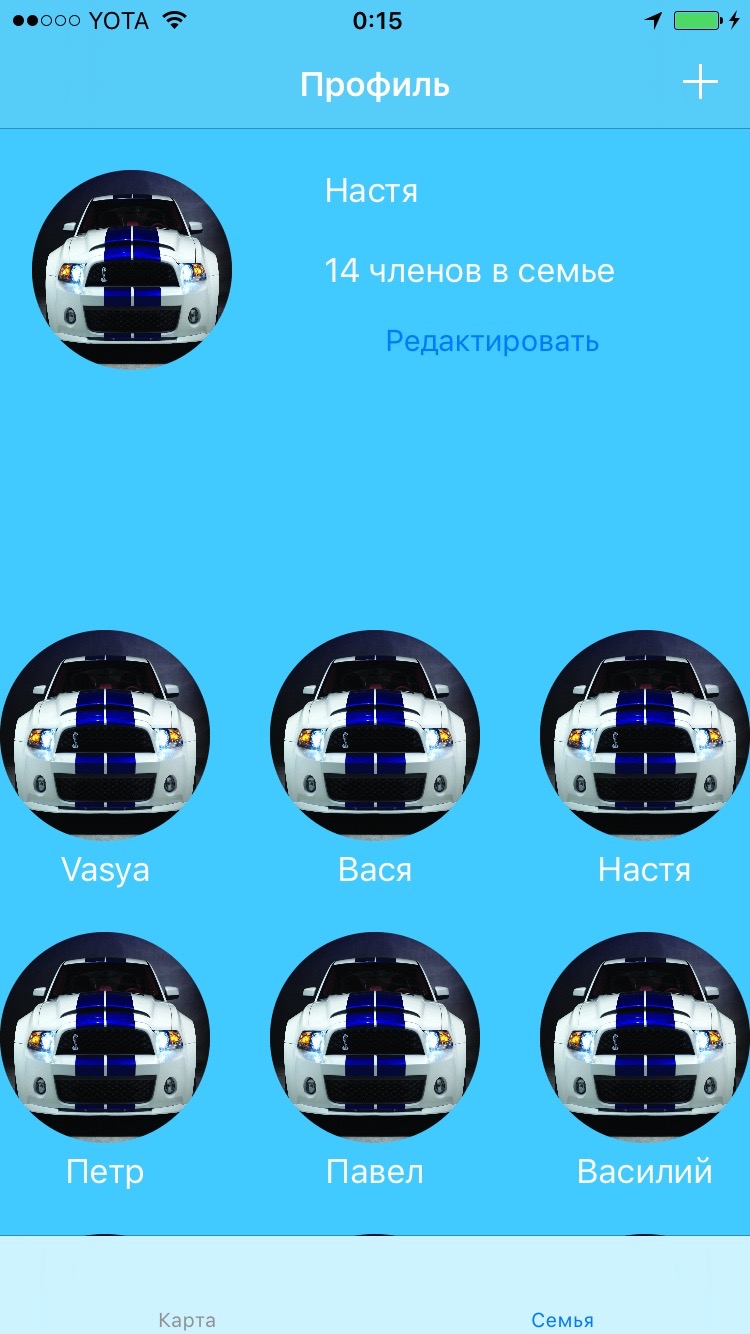 YOTA 0:15
Профиль
Настя
14 членов в семье
Редактировать
Vasya Вася Настя
Петр Павел Василий
Карта Семья